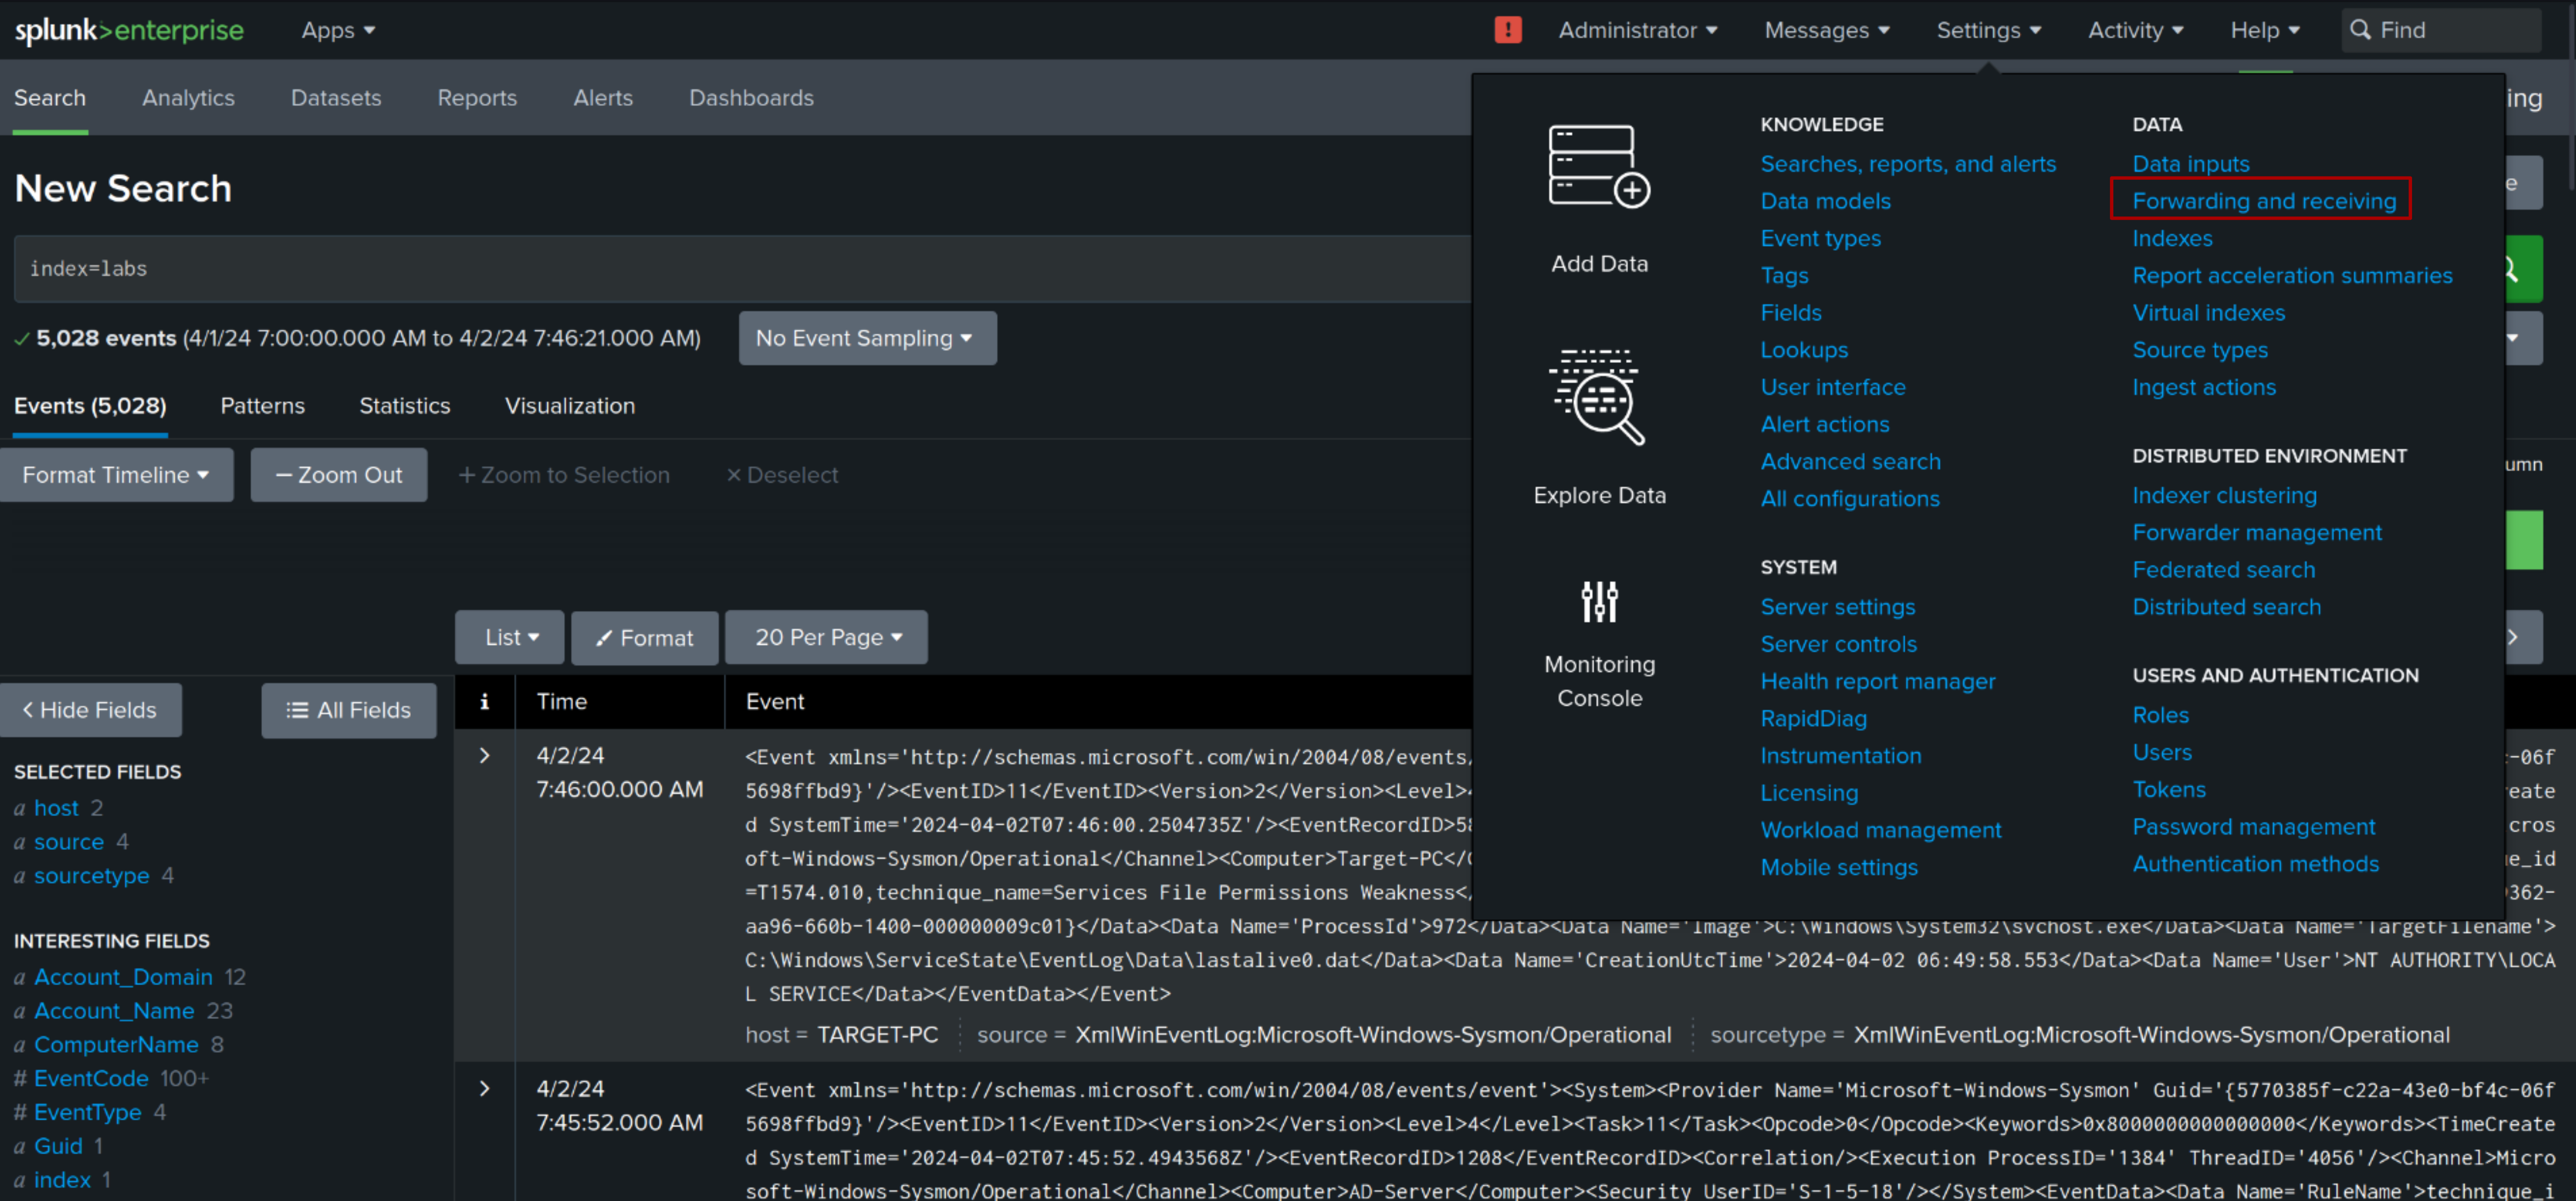 splunk>enterprise Apps
! Administrator Messages Settings Activity Help Find
Search Analytics Datasets Reports Alerts Dashboards
ing
New Search
e
index=labs
5,028 events (4/1/24 7:00:00.000 AM to 4/2/24 7:46:21.000 AM) No Event Sampling
Events (5,028) Patterns Statistics Visualization
umn
Format Timeline — Zoom Out + Zoom to Selection × Deselect
List Format 20 Per Page
Add Data
Explore Data
Monitoring
Console
KNOWLEDGE
Searches, reports, and alerts
Data models
Event types
Tags
Fields
Lookups
User interface
Alert actions
Advanced search
All configurations
SYSTEM
Server settings
Server controls
Health report manager
RapidDiag
Instrumentation
Licensing
Workload management
Mobile settings
DATA
Data inputs
Forwarding and receiving
Indexes
Report acceleration summaries
Virtual indexes
Source types
Ingest actions
DISTRIBUTED ENVIRONMENT
Indexer clustering
Forwarder management
Federated search
Distributed search
USERS AND AUTHENTICATION
Roles
Users
Tokens
Password management
Authentication methods
< Hide Fields All Fields
SELECTED FIELDS
a host 2
a source 4
a sourcetype 4
INTERESTING FIELDS
a Account_Domain 12
a Account_Name 23
a ComputerName 8
# EventCode 100+
# EventType 4
a Guid 1
a index 1
i Time Event
> 4/2/24
7:46:00.000 AM
<Event xmlns='http://schemas.microsoft.com/win/2004/08/events/ -06f
5698ffbd9}'/><EventID>11</EventID><Version>2</Version><Level> eate
d SystemTime='2024-04-02T07:46:00.2504735Z'/><EventRecordID>58 cros
oft-Windows-Sysmon/Operational</Channel><Computer>Target-PC</ e_id
=T1574.010,technique_name=Services File Permissions Weakness< 362-
aa96-660b-1400-000000009c01}</Data><Data Name='ProcessId'>972</Data><Data Name='Image'>C:\Windows\System32\svchost.exe</Data><Data Name='TargetFilename'>
C:\Windows\ServiceState\EventLog\Data\lastalive0.dat</Data><Data Name='CreationUtcTime'>2024-04-02 06:49:58.553</Data><Data Name='User'>NT AUTHORITY\LOCA
L SERVICE</Data></EventData></Event>
host = TARGET-PC source = XmlWinEventLog:Microsoft-Windows-Sysmon/Operational sourcetype = XmlWinEventLog:Microsoft-Windows-Sysmon/Operational
> 4/2/24
7:45:52.000 AM
<Event xmlns='http://schemas.microsoft.com/win/2004/08/events/event'><System><Provider Name='Microsoft-Windows-Sysmon' Guid='{5770385f-c22a-43e0-bf4c-06f
5698ffbd9}'/><EventID>11</EventID><Version>2</Version><Level>4</Level><Task>11</Task><Opcode>0</Opcode><Keywords>0x8000000000000000</Keywords><TimeCreate
d SystemTime='2024-04-02T07:45:52.4943568Z'/><EventRecordID>1208</EventRecordID><Correlation/><Execution ProcessID='1384' ThreadID='4056'/><Channel>Micro
soft-Windows-Sysmon/Operational</Channel><Computer>AD-Server</Computer><Security UserID='S-1-5-18'/></System><EventData><Data Name='RuleName'>technique_i